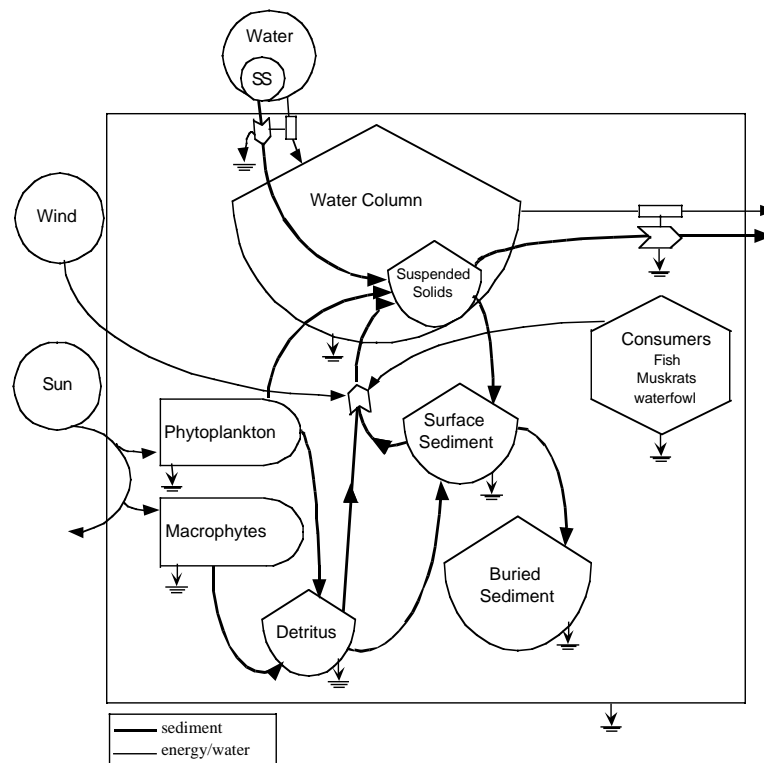 Water
SS
Water Column
Wind
Suspended
Solids
Consumers
Fish
Muskrats
waterfowl
Sun
Phytoplankton
Surface
Sediment
Macrophytes
Buried
Sediment
Detritus
sediment
energy/water